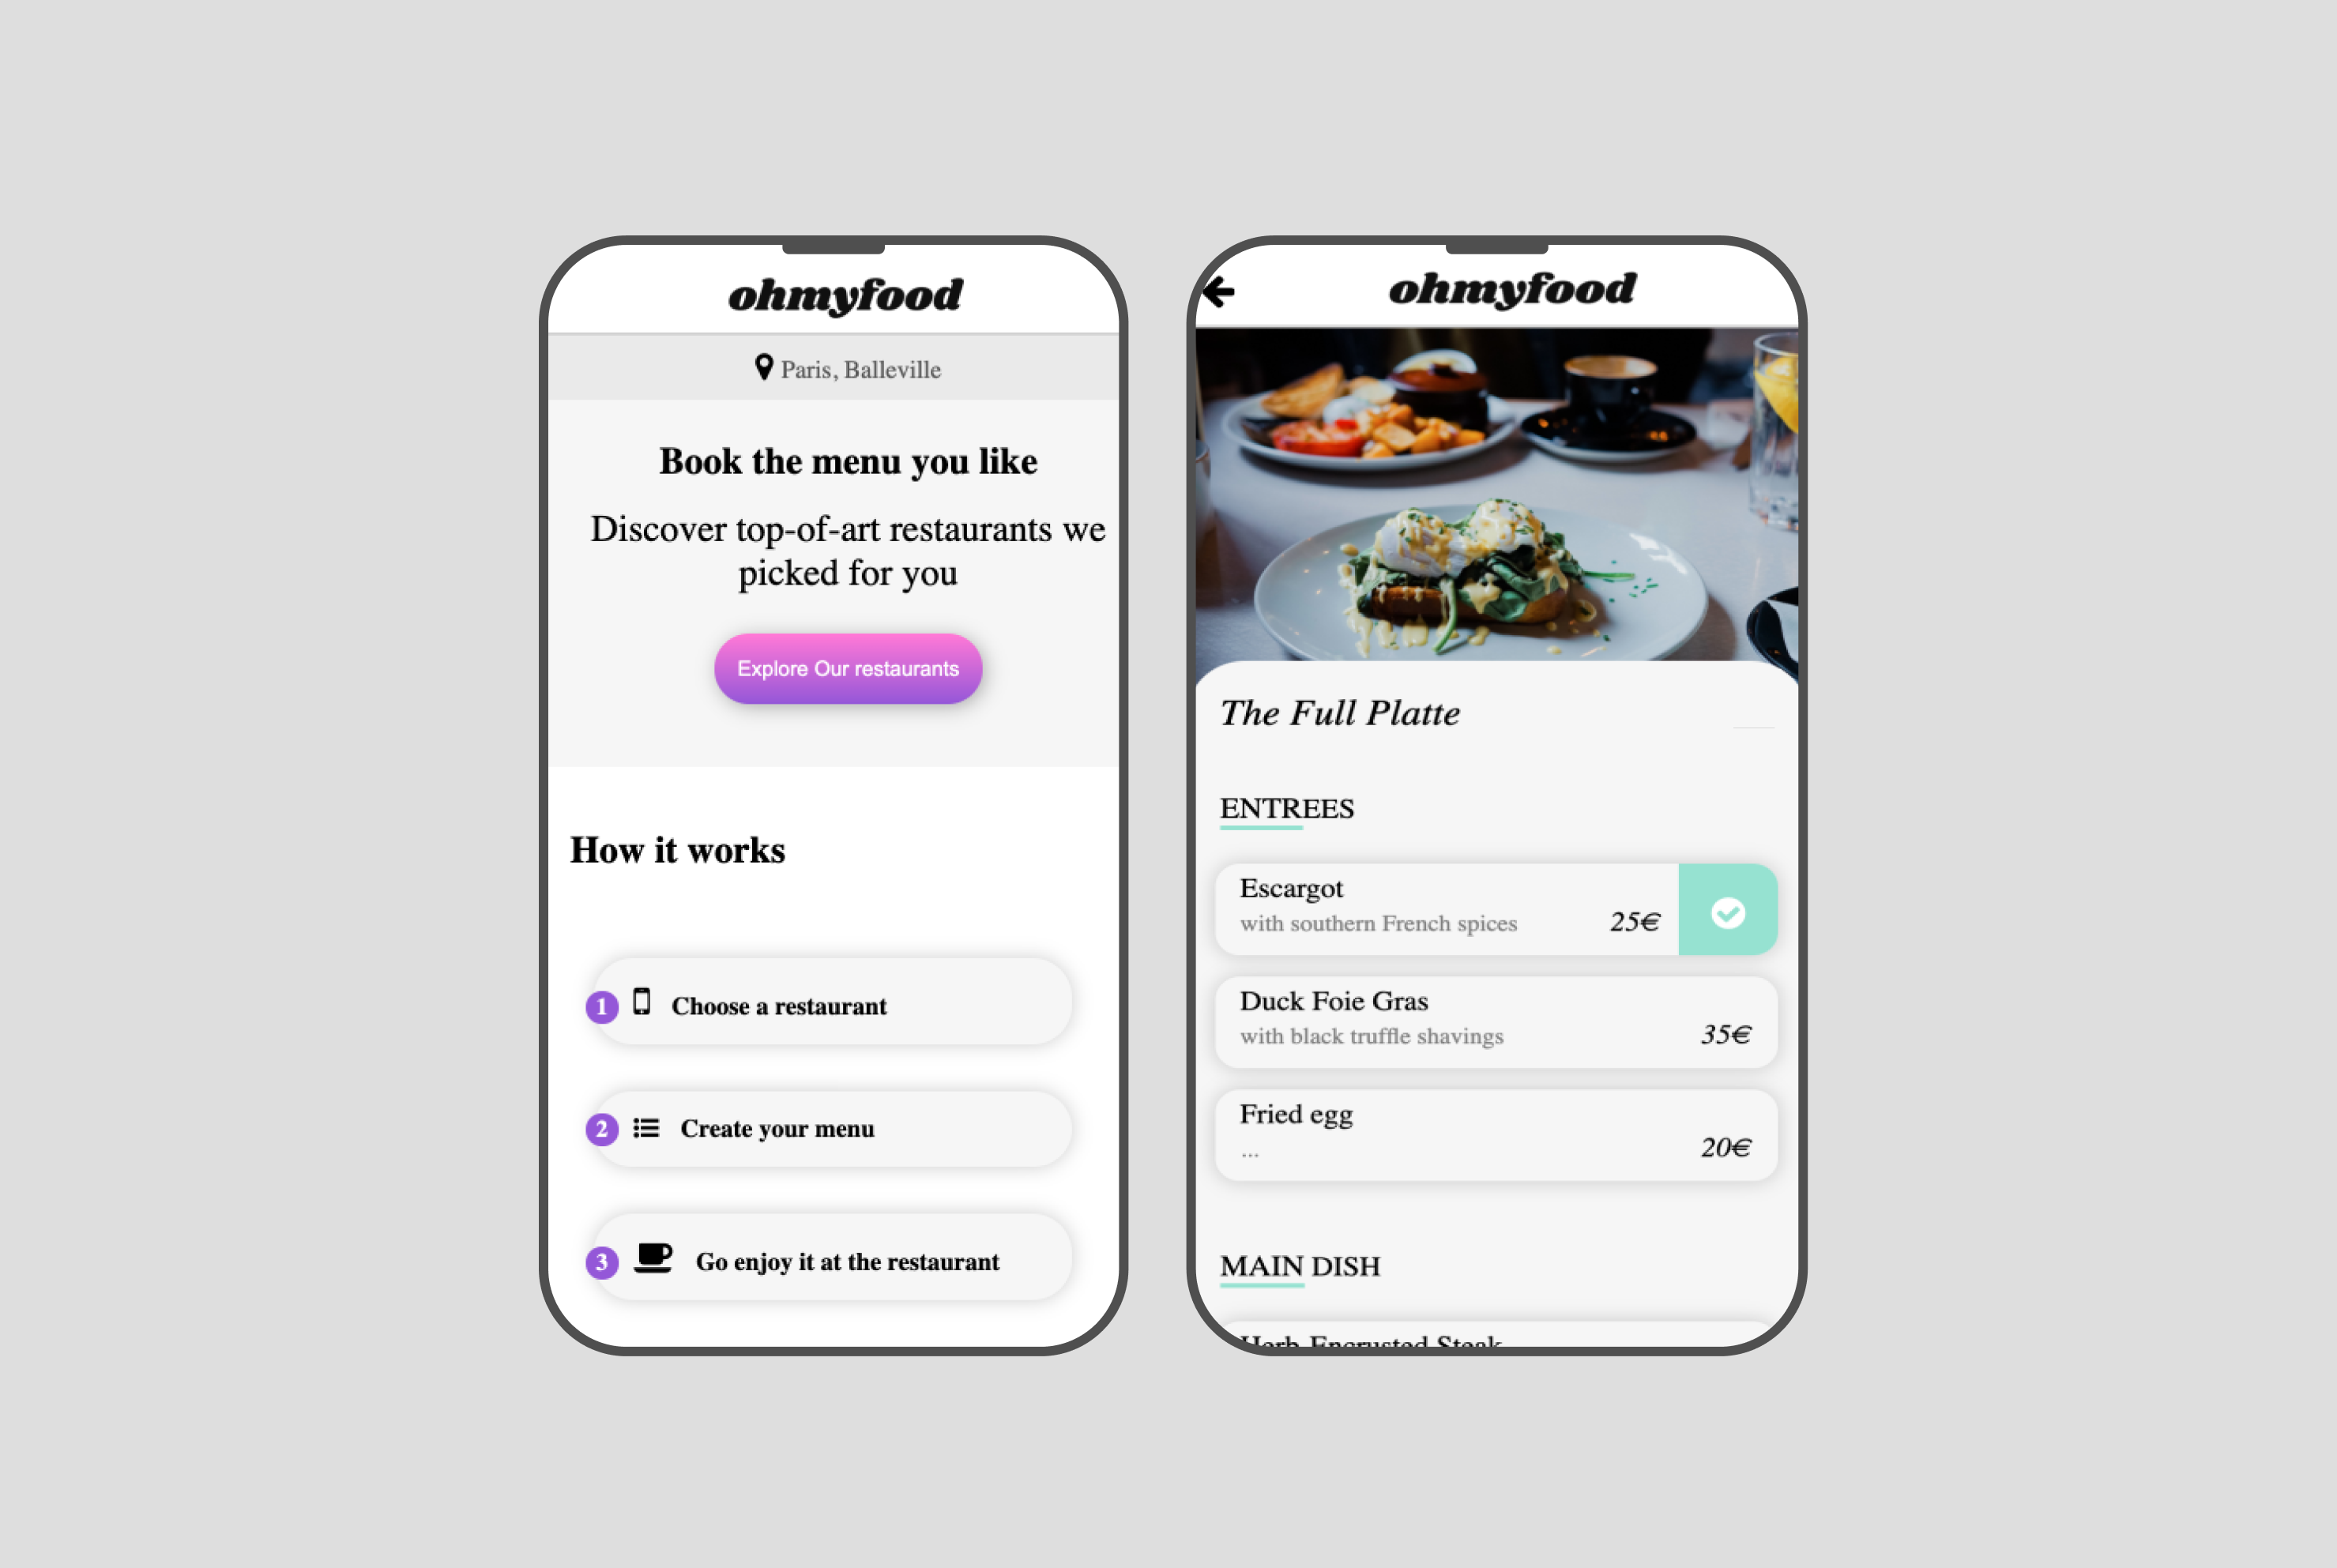 ohmyfood
Paris, Balleville
Book the menu you like
Discover top-of-art restaurants we
picked for you
Explore Our restaurants
How it works
1 Choose a restaurant
2 Create your menu
3 Go enjoy it at the restaurant
ohmyfood
The Full Platte
ENTREES
Escargot
with southern French spices 25€
Duck Foie Gras
with black truffle shavings 35€
Fried egg
... 20€
MAIN DISH
Herb-Encrusted Steak